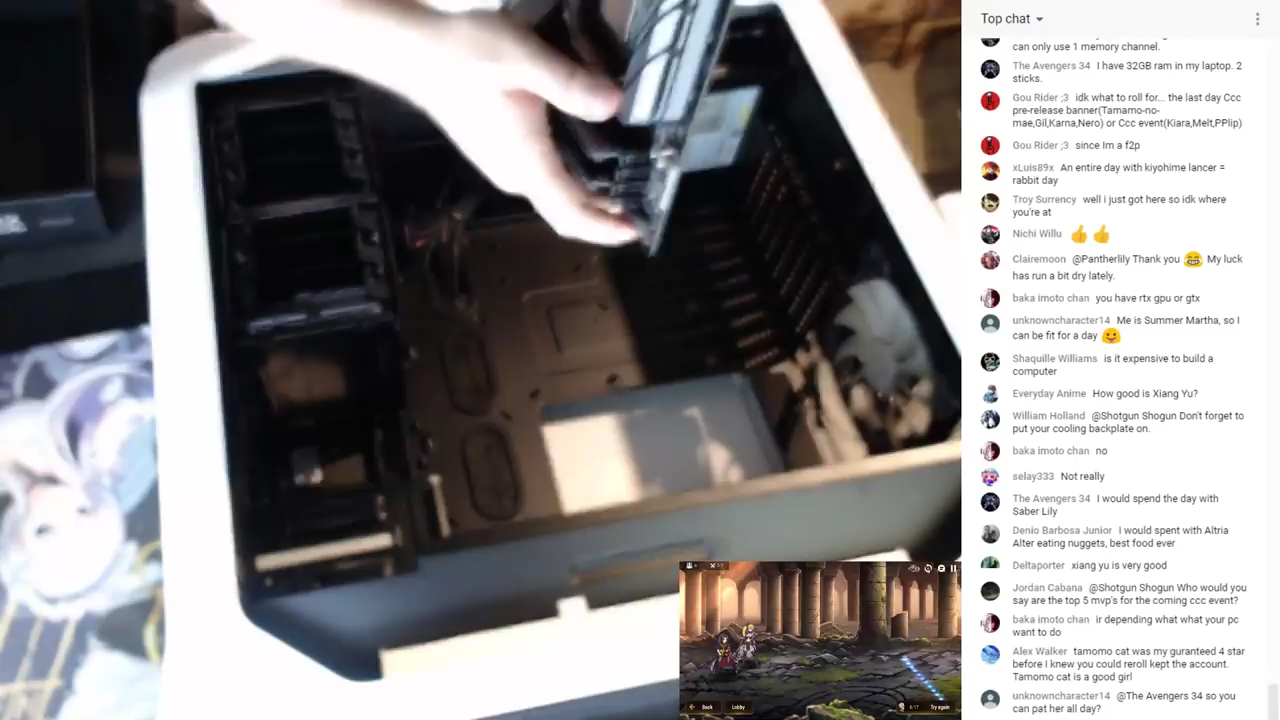 Top chat
can only use 1 memory channel.
The Avengers 34 I have 32GB ram in my laptop. 2
sticks.
Gou Rider ;3 idk what to roll for... the last day Ccc
pre-release banner(Tamamo-no-
mae,Gil,Karna,Nero) or Ccc event(Kiara,Melt,PPlip)
Gou Rider ;3 since Im a f2p
xLuis89x An entire day with kiyohime lancer =
rabbit day
Troy Surrency well i just got here so idk where
you're at
Nichi Willu 👍👍
Clairemoon @Pantherlily Thank you 😂 My luck
has run a bit dry lately.
baka imoto chan you have rtx gpu or gtx
unknowncharacter14 Me is Summer Martha, so I
can be fit for a day 😃
Shaquille Williams is it expensive to build a
computer
Everyday Anime How good is Xiang Yu?
William Holland @Shotgun Shogun Don't forget to
put your cooling backplate on.
baka imoto chan no
selay333 Not really
The Avengers 34 I would spend the day with
Saber Lily
Denio Barbosa Junior I would spent with Altria
Alter eating nuggets, best food ever
Deltaporter xiang yu is very good
Jordan Cabana @Shotgun Shogun Who would you
say are the top 5 mvp's for the coming ccc event?
baka imoto chan ir depending what what your pc
want to do
Alex Walker tamomo cat was my guranteed 4 star
before I knew you could reroll kept the account.
Tamomo cat is a good girl
unknowncharacter14 @The Avengers 34 so you
can pat her all day?
Back Lobby Try again